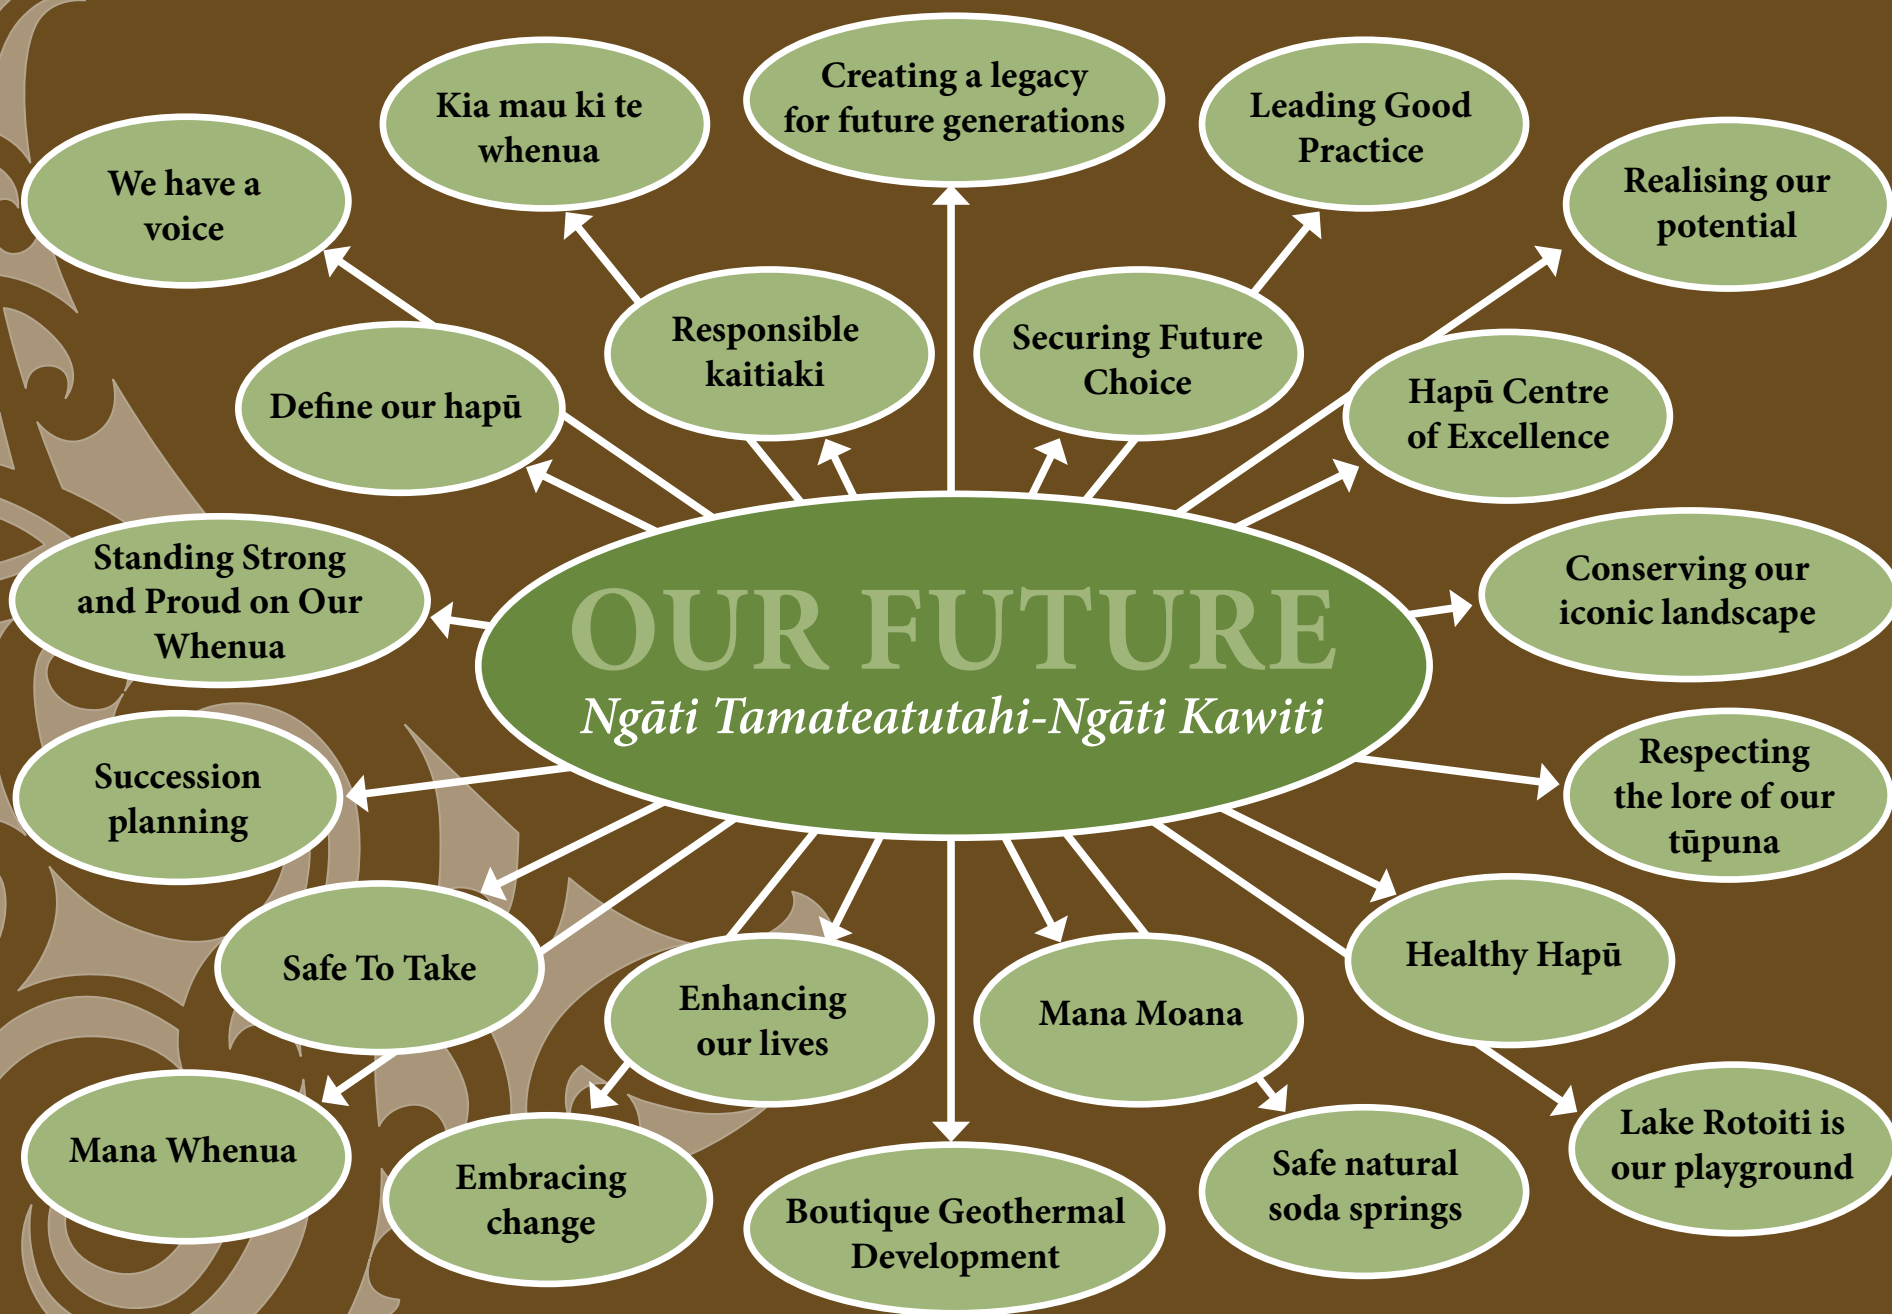 Creating a legacy
for future generations
Kia mau ki te
whenua
Leading Good
Practice
We have a
voice
Realising our
potential
Responsible
kaitiaki
Securing Future
Choice
Define our hapū
Hapū Centre
of Excellence
Standing Strong
and Proud on Our
Whenua
Conserving our
iconic landscape
OUR FUTURE
Ngāti Tamateatutahi-Ngāti Kawiti
Succession
planning
Respecting
the lore of our
tūpuna
Safe To Take
Enhancing
our lives
Mana Moana
Healthy Hapū
Mana Whenua
Embracing
change
Boutique Geothermal
Development
Safe natural
soda springs
Lake Rotoiti is
our playground